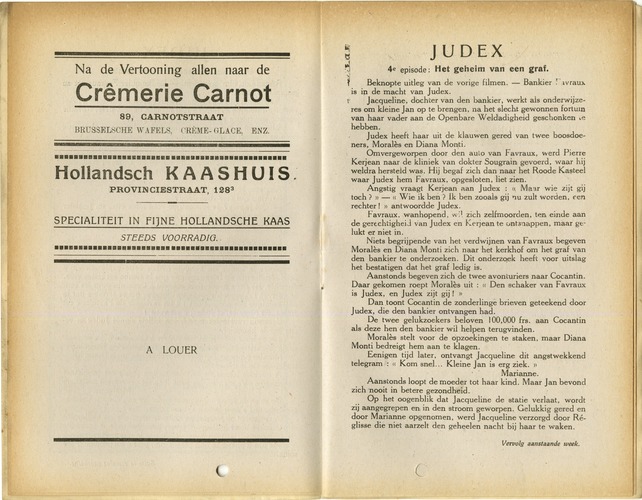 Na de Vertooning allen naar de
Crêmerie Carnot
89, CARNOTSTRAAT
BRUSSELSCHE WAFELS, CRÊME-GLACE, ENZ.
Hollandsch KAASHUIS.
PROVINCIESTRAAT, 128³
SPECIALITEIT IN FIJNE HOLLANDSCHE KAAS
STEEDS VOORRADIG.
A LOUER
JUDEX
4e episode: Het geheim van een graf.
Beknopte uitleg van de vorige filmen. — Bankier Favraux
is in de macht van Judex.
Jacqueline, dochter van den bankier, werkt als onderwijze-
res om kleine Jan op te brengen, na het slecht gewonnen fortuin
van haar vader aan de Openbare Weldadigheid geschonken te
hebben.
Judex heeft haar uit de klauwen gered van twee boosdoe-
ners, Moralès en Diana Monti.
Omvergeworpen door den auto van Favraux, werd Pierre
Kerjean naar de kliniek van dokter Sougrain gevoerd, waar hij
weldra hersteld was. Hij begaf zich dan naar het Roode Kasteel
waar Judex hem Favraux, opgesloten, liet zien.
Angstig vraagt Kerjean aan Judex : « Maar wie zijt gij
toch ? » — « Wie ik ben ? Ik ben zooals gij nu zult worden, een
rechter ! » antwoordde Judex.
Favraux, wanhopend, wil zich zelfmoorden, ten einde aan
de gerechtigheid van Judex en Kerjean te ontsnappen, maar ge-
lukt er niet in.
Niets begrijpende van het verdwijnen van Favraux begeven
Moralès en Diana Monti zich naar het kerkhof om het graf van
den bankier te onderzoeken. Dit onderzoek heeft voor uitslag
het bestatigen dat het graf ledig is.
Aanstonds begeven zich de twee avonturiers naar Cocantin.
Daar gekomen roept Moralès uit : « Den schaker van Favraux
is Judex, en Judex zijt gij ! »
Dan toont Cocantin de zonderlinge brieven geteekend door
Judex, die den bankier ontvangen had.
De twee gelukzoekers beloven 100,000 frs. aan Cocantin
als deze hen den bankier wil helpen terugvinden.
Moralès stelt voor de opzoekingen te staken, maar Diana
Monti bedreigt hem aan te klagen.
Eenigen tijd later, ontvangt Jacqueline dit angstwekkend
telegram : « Kom snel... Kleine Jan is erg ziek. »
Marianne.
Aanstonds loopt de moeder tot haar kind. Maar Jan bevond
zich nooit in betere gezondheid.
Op het oogenblik dat Jacqueline de statie verlaat, wordt
zij aangegrepen en in den stroom geworpen. Gelukkig gered en
door Marianne opgenomen, werd Jacqueline verzorgd door Ré-
glisse die niet aarzelt den geheelen nacht bij haar te waken.
Vervolg aanstaande week.